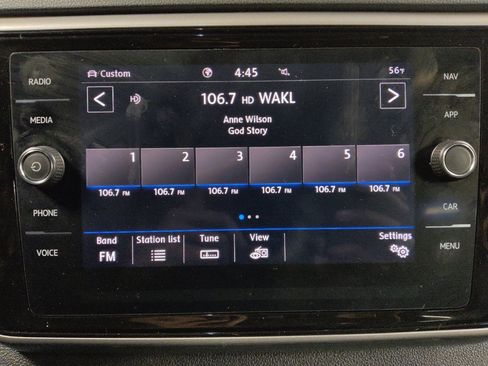 RADIO
MEDIA
PHONE
VOICE
Custom 4:45 56°F
106.7 HD WAKL
Anne Wilson
God Story
1 2 3 4 5 6
106.7 FM 106.7 FM 106.7 FM 106.7 FM 106.7 FM 106.7 FM
Band Station list Tune View Settings
FM
NAV
APP
CAR
MENU